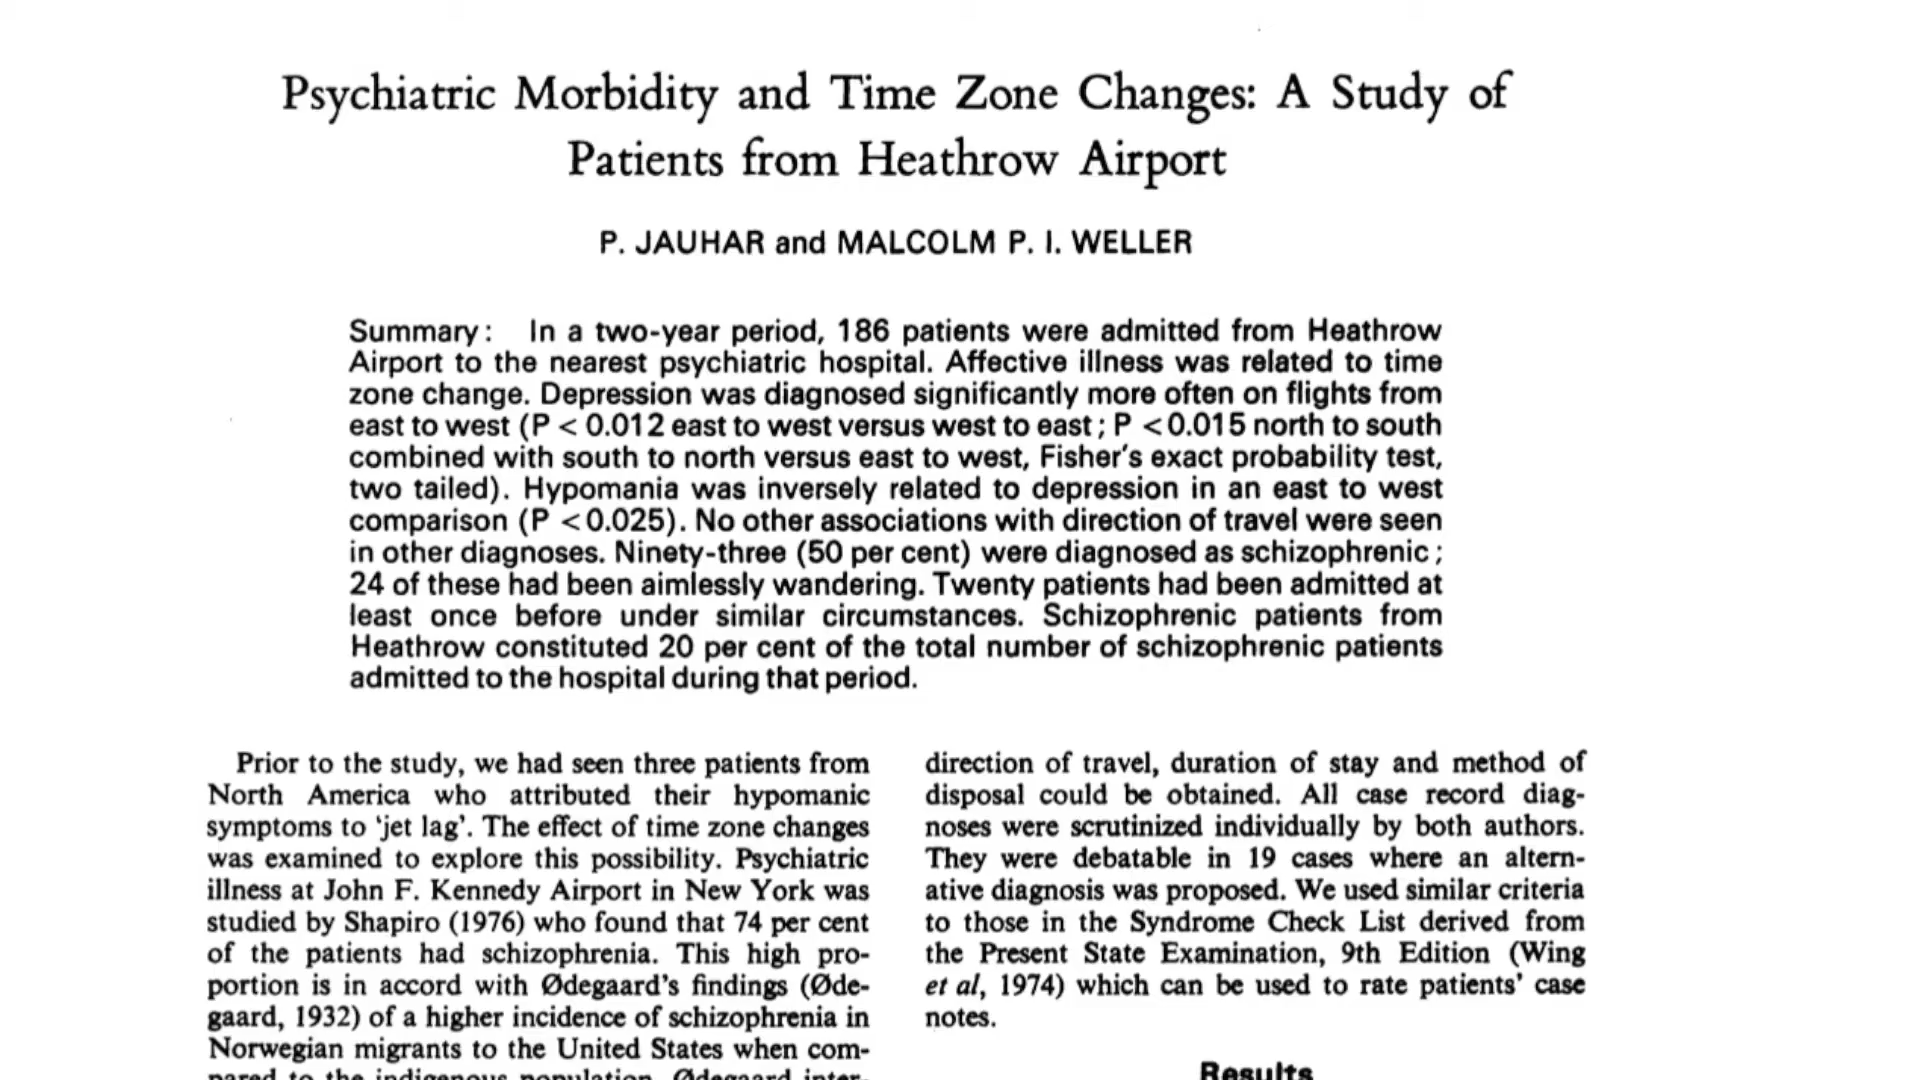 Psychiatric Morbidity and Time Zone Changes: A Study of
Patients from Heathrow Airport
P. JAUHAR and MALCOLM P. I. WELLER
Summary: In a two-year period, 186 patients were admitted from Heathrow
Airport to the nearest psychiatric hospital. Affective illness was related to time
zone change. Depression was diagnosed significantly more often on flights from
east to west (P < 0.012 east to west versus west to east; P < 0.015 north to south
combined with south to north versus east to west, Fisher's exact probability test,
two tailed). Hypomania was inversely related to depression in an east to west
comparison (P < 0.025). No other associations with direction of travel were seen
in other diagnoses. Ninety-three (50 per cent) were diagnosed as schizophrenic;
24 of these had been aimlessly wandering. Twenty patients had been admitted at
least once before under similar circumstances. Schizophrenic patients from
Heathrow constituted 20 per cent of the total number of schizophrenic patients
admitted to the hospital during that period.
Prior to the study, we had seen three patients from
North America who attributed their hypomanic
symptoms to 'jet lag'. The effect of time zone changes
was examined to explore this possibility. Psychiatric
illness at John F. Kennedy Airport in New York was
studied by Shapiro (1976) who found that 74 per cent
of the patients had schizophrenia. This high pro-
portion is in accord with Ødegaard's findings (Øde-
gaard, 1932) of a higher incidence of schizophrenia in
Norwegian migrants to the United States when com-
pared to the indigenous population. Ødegaard inter-
direction of travel, duration of stay and method of
disposal could be obtained. All case record diag-
noses were scrutinized individually by both authors.
They were debatable in 19 cases where an altern-
ative diagnosis was proposed. We used similar criteria
to those in the Syndrome Check List derived from
the Present State Examination, 9th Edition (Wing
et al, 1974) which can be used to rate patients' case
notes.
Results